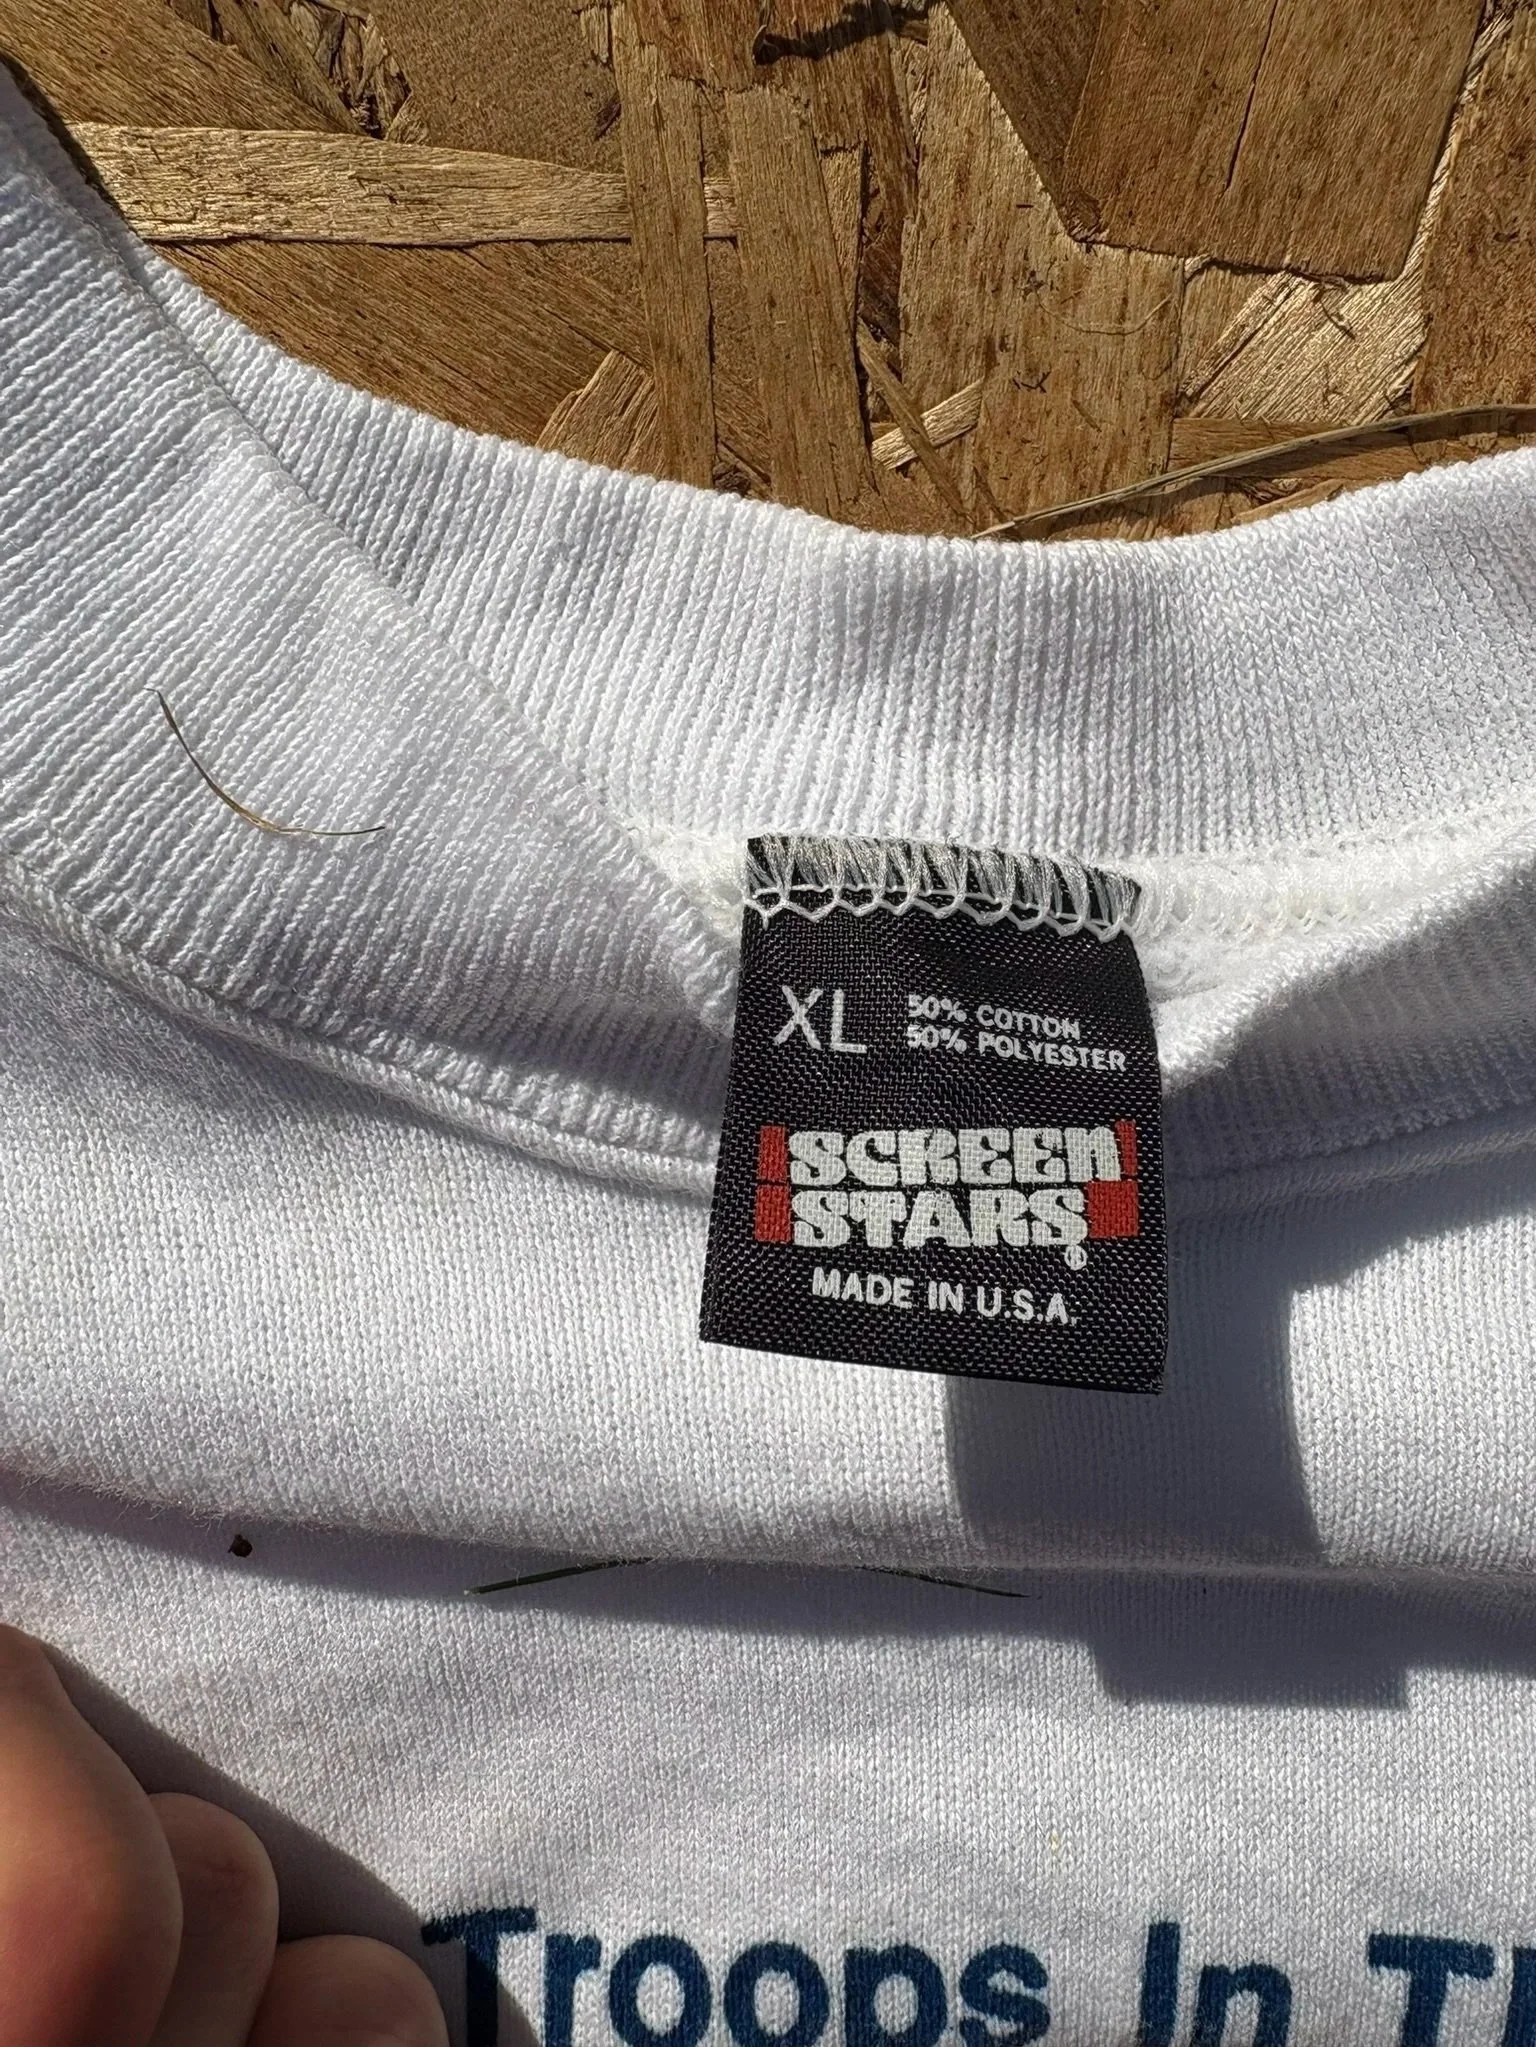 XL
50% COTTON
50% POLYESTER
SCREEN
STARS®
MADE IN U.S.A.
Troops In